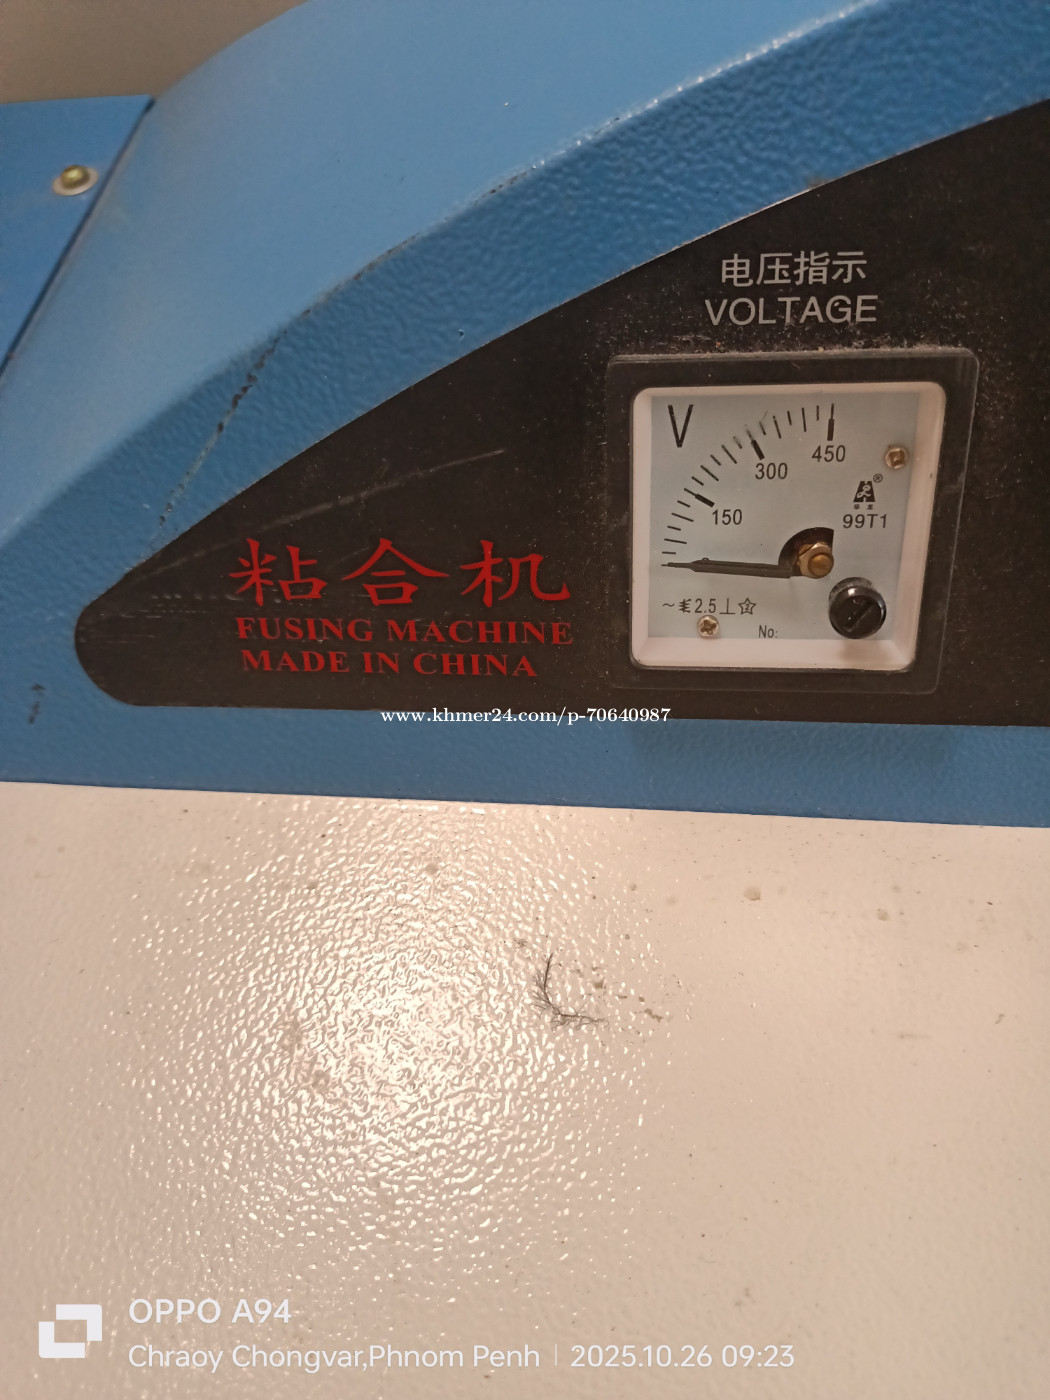 电压指示
VOLTAGE
V
450
300
150
99T1
2.5
No:
粘合机
FUSING MACHINE
MADE IN CHINA
www.khmer24.com/p-70640987
OPPO A94
Chraoy Chongvar,Phnom Penh | 2025.10.26 09:23